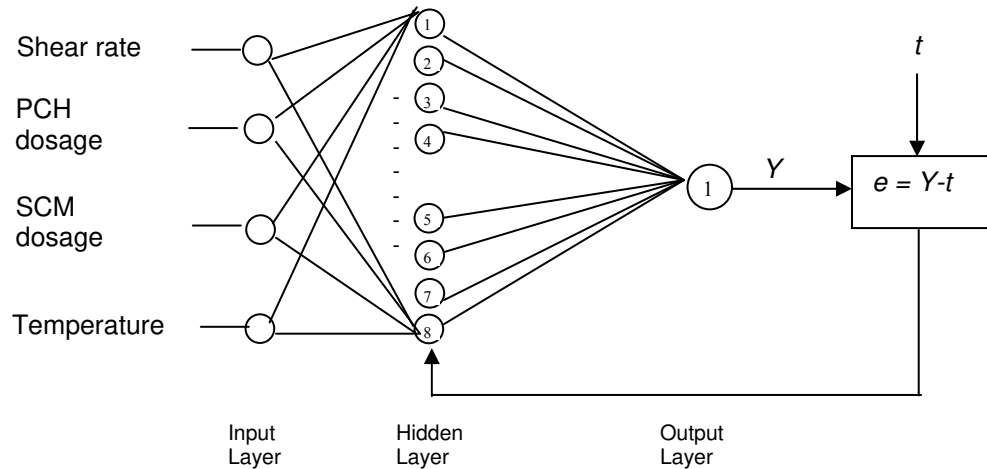 Shear rate
PCH
dosage
SCM
dosage
Temperature
1
2
3
4
5
6
7
8
1
Y
t
e = Y-t
Input
Layer
Hidden
Layer
Output
Layer